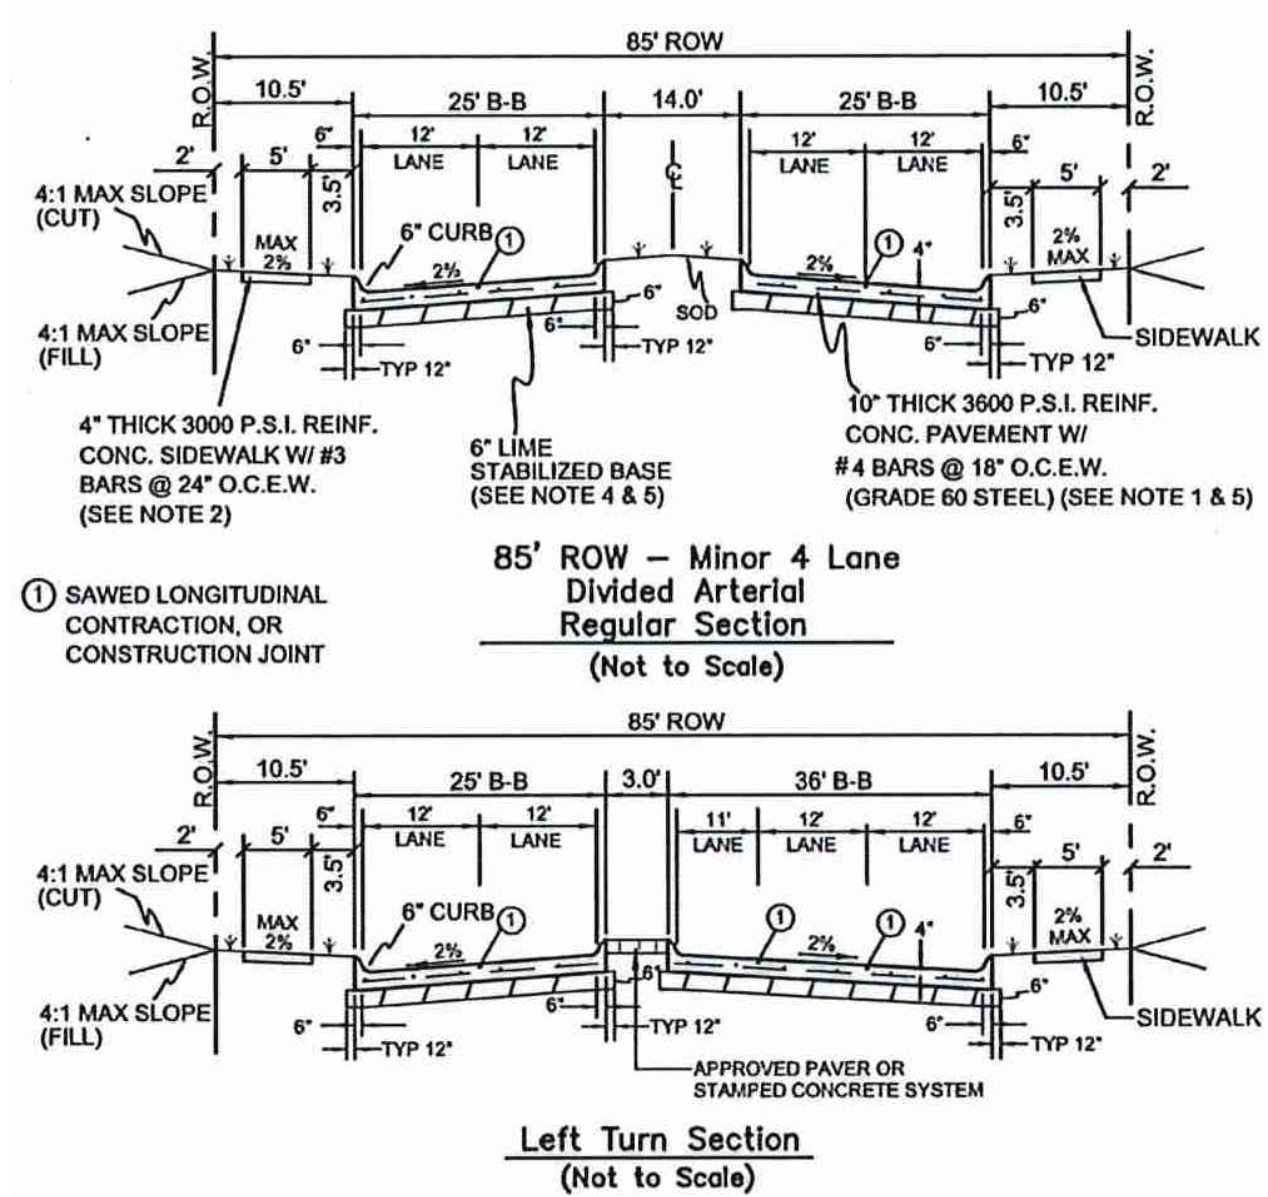 85' ROW
R.O.W.
R.O.W.
10.5'
25' B-B
14.0'
25' B-B
10.5'
6"
12'
LANE
12'
LANE
12'
LANE
12'
LANE
6"
2'
5'
3.5'
℄
3.5'
5'
2'
4:1 MAX SLOPE
(CUT)
MAX
2%
6" CURB
1
2%
1
2%
4"
2%
MAX
4:1 MAX SLOPE
(FILL)
6"
6"
6"
TYP 12"
TYP 12"
SOD
6"
6"
TYP 12"
SIDEWALK
4" THICK 3000 P.S.I. REINF.
CONC. SIDEWALK W/ #3
BARS @ 24" O.C.E.W.
(SEE NOTE 2)
6" LIME
STABILIZED BASE
(SEE NOTE 4 & 5)
10" THICK 3600 P.S.I. REINF.
CONC. PAVEMENT W/
#4 BARS @ 18" O.C.E.W.
(GRADE 60 STEEL) (SEE NOTE 1 & 5)
85' ROW - Minor 4 Lane
Divided Arterial
Regular Section
(Not to Scale)
1 SAWED LONGITUDINAL
CONTRACTION, OR
CONSTRUCTION JOINT
85' ROW
R.O.W.
R.O.W.
10.5'
25' B-B
3.0'
36' B-B
10.5'
6"
12'
LANE
12'
LANE
11'
LANE
12'
LANE
12'
LANE
6"
2'
5'
3.5'
3.5'
5'
2'
4:1 MAX SLOPE
(CUT)
MAX
2%
6" CURB
1
2%
1
2%
1
4"
2%
MAX
4:1 MAX SLOPE
(FILL)
6"
6"
6"
TYP 12"
TYP 12"
6"
6"
TYP 12"
SIDEWALK
APPROVED PAVER OR
STAMPED CONCRETE SYSTEM
Left Turn Section
(Not to Scale)